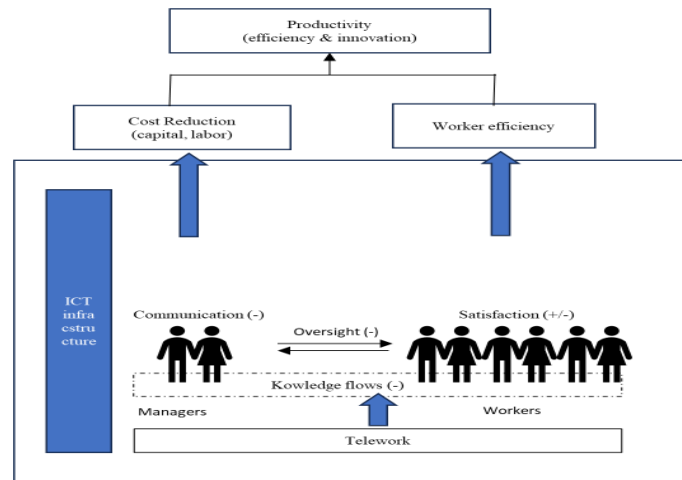 Productivity
(efficiency & innovation)
Cost Reduction
(capital, labor)
Worker efficiency
ICT
infra
cstru
cture
Communication (-)
Oversight (-)
Satisfaction (+/-)
Kowledge flows (-)
Managers
Workers
Telework